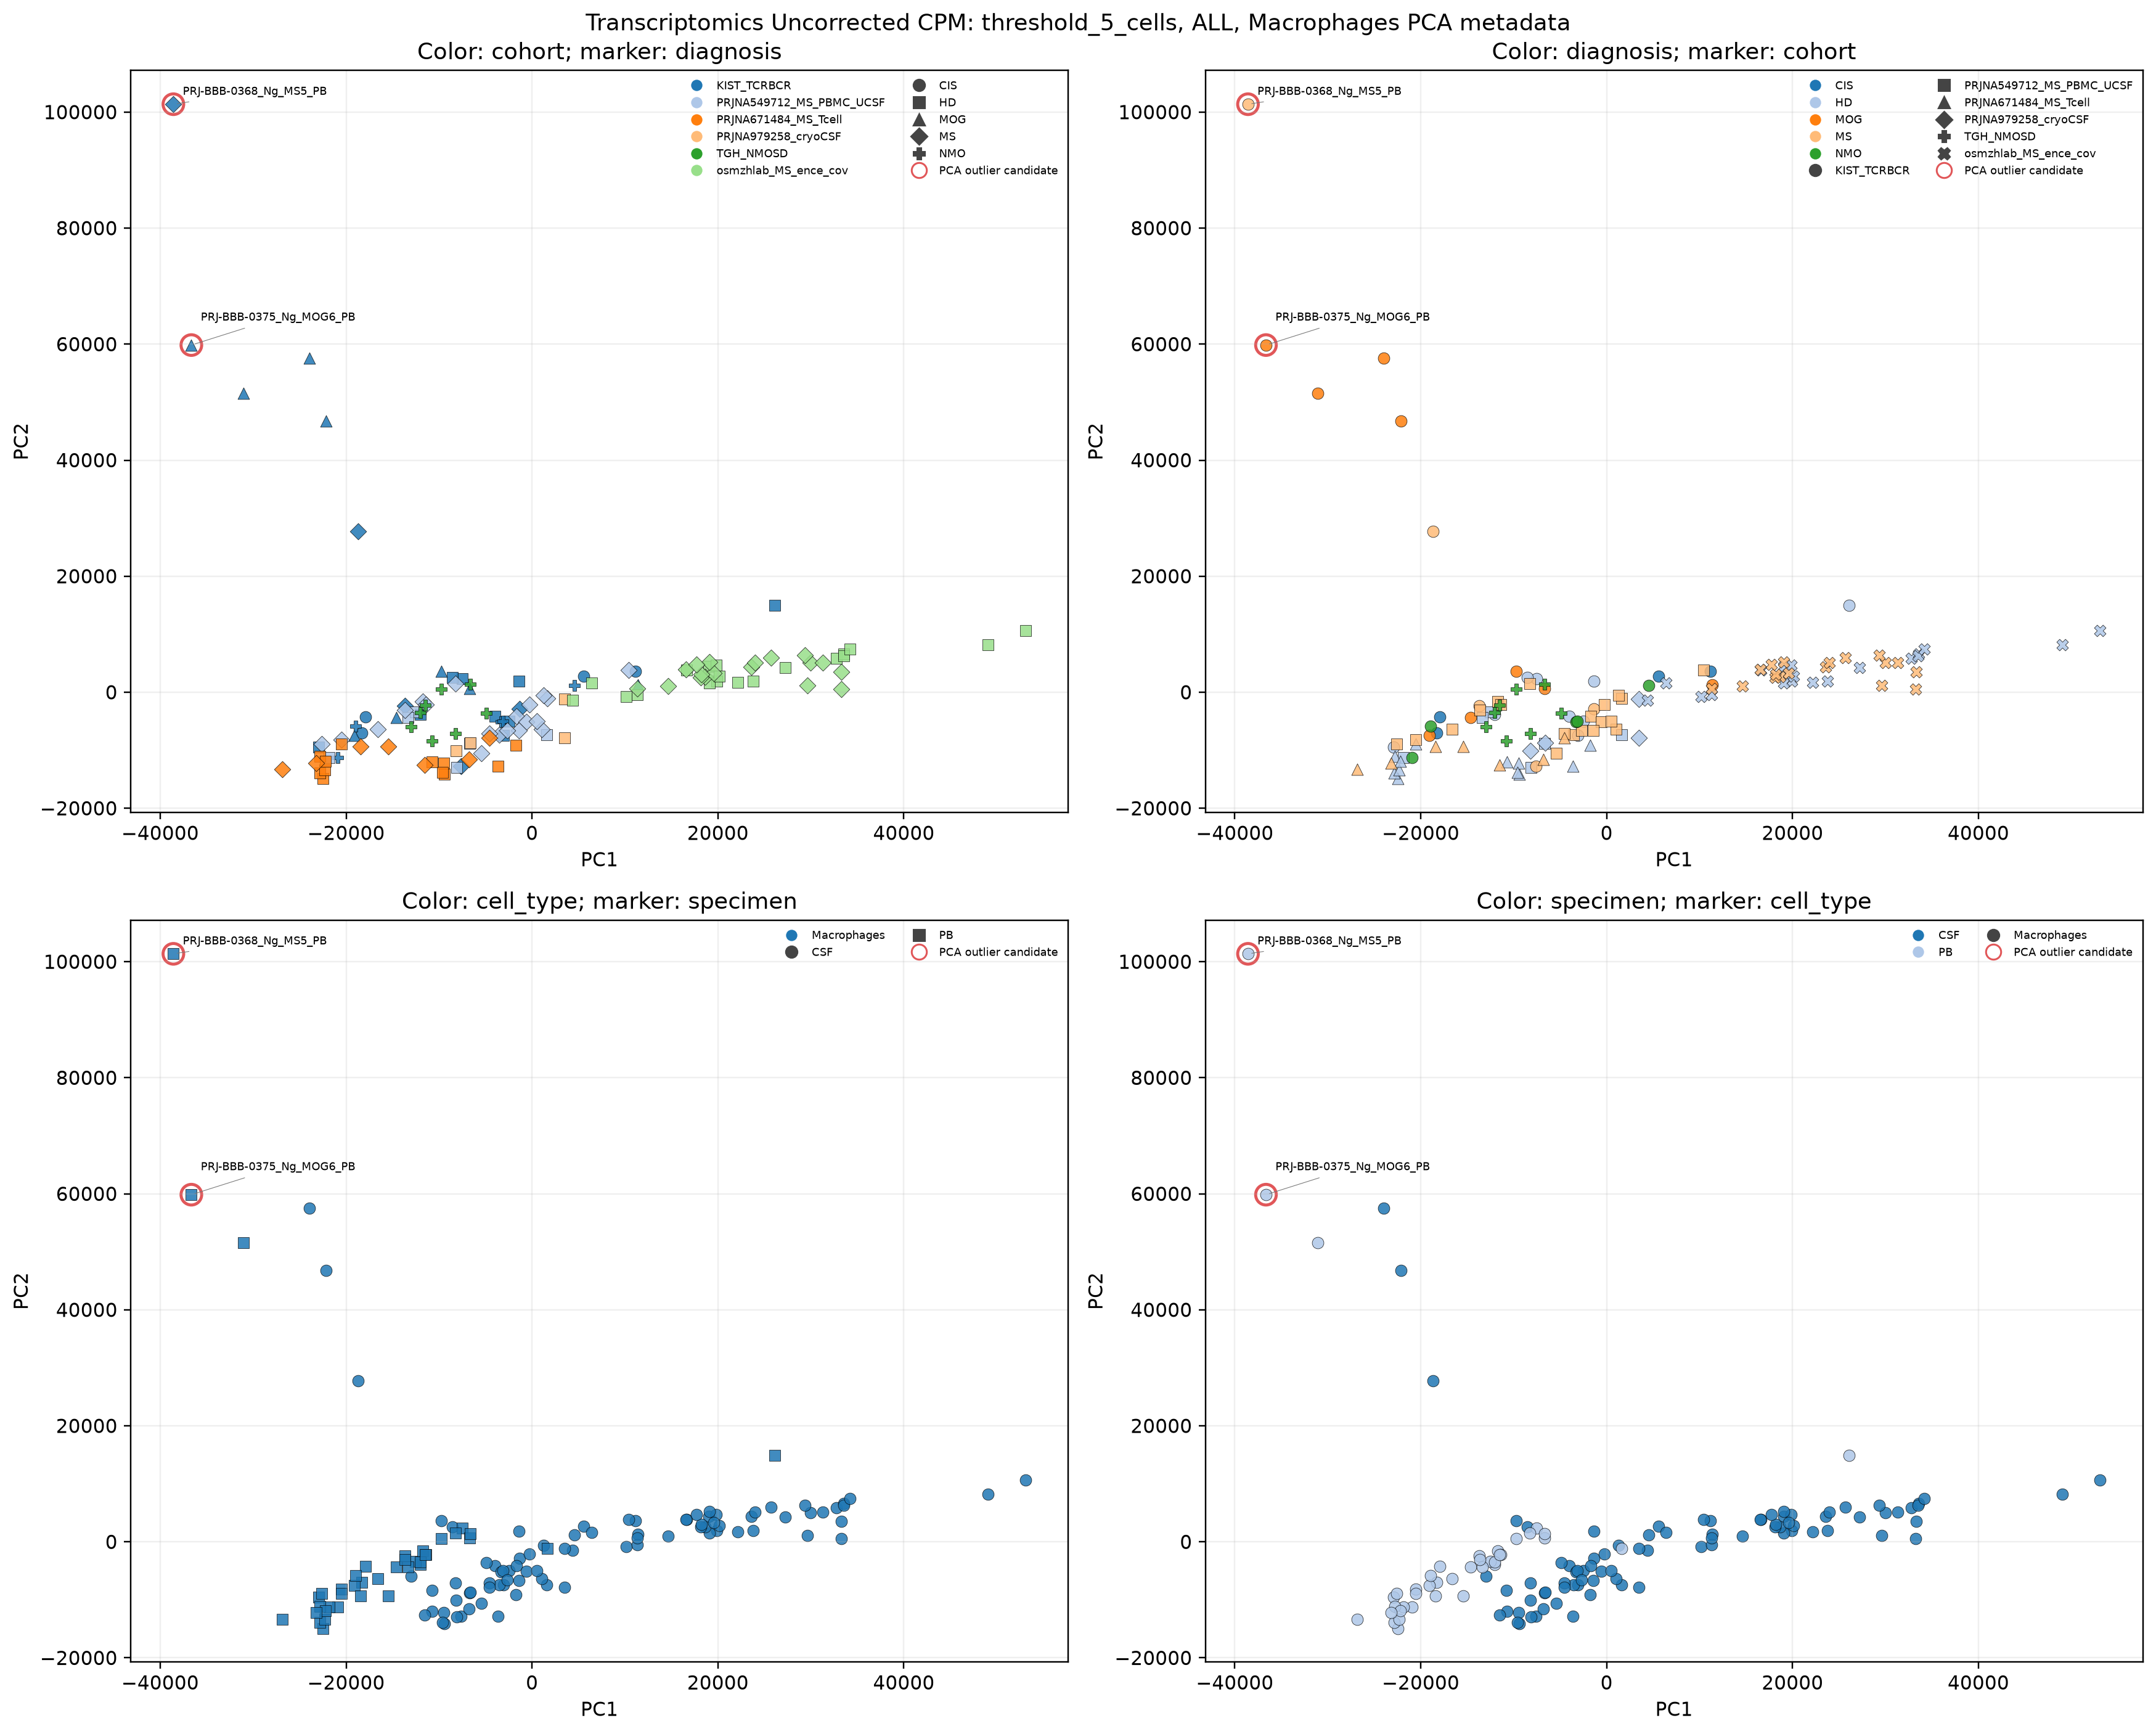 Transcriptomics Uncorrected CPM: threshold_5_cells, ALL, Macrophages PCA metadata
Color: cohort; marker: diagnosis
PRJ-BBB-0368_Ng_MS5_PB
PRJ-BBB-0375_Ng_MOG6_PB
KIST_TCRBCR
PRJNA549712_MS_PBMC_UCSF
PRJNA671484_MS_Tcell
PRJNA979258_cryoCSF
TGH_NMOSD
osmzhlab_MS_ence_cov
CIS
HD
MOG
MS
NMO
PCA outlier candidate
100000
80000
60000
40000
20000
0
−20000
PC2
−40000
−20000
0
20000
40000
PC1
Color: diagnosis; marker: cohort
PRJ-BBB-0368_Ng_MS5_PB
PRJ-BBB-0375_Ng_MOG6_PB
CIS
HD
MOG
MS
NMO
KIST_TCRBCR
PRJNA549712_MS_PBMC_UCSF
PRJNA671484_MS_Tcell
PRJNA979258_cryoCSF
TGH_NMOSD
osmzhlab_MS_ence_cov
PCA outlier candidate
100000
80000
60000
40000
20000
0
−20000
PC2
−40000
−20000
0
20000
40000
PC1
Color: cell_type; marker: specimen
PRJ-BBB-0368_Ng_MS5_PB
PRJ-BBB-0375_Ng_MOG6_PB
Macrophages
CSF
PB
PCA outlier candidate
100000
80000
60000
40000
20000
0
−20000
PC2
−40000
−20000
0
20000
40000
PC1
Color: specimen; marker: cell_type
PRJ-BBB-0368_Ng_MS5_PB
PRJ-BBB-0375_Ng_MOG6_PB
CSF
PB
Macrophages
PCA outlier candidate
100000
80000
60000
40000
20000
0
−20000
PC2
−40000
−20000
0
20000
40000
PC1